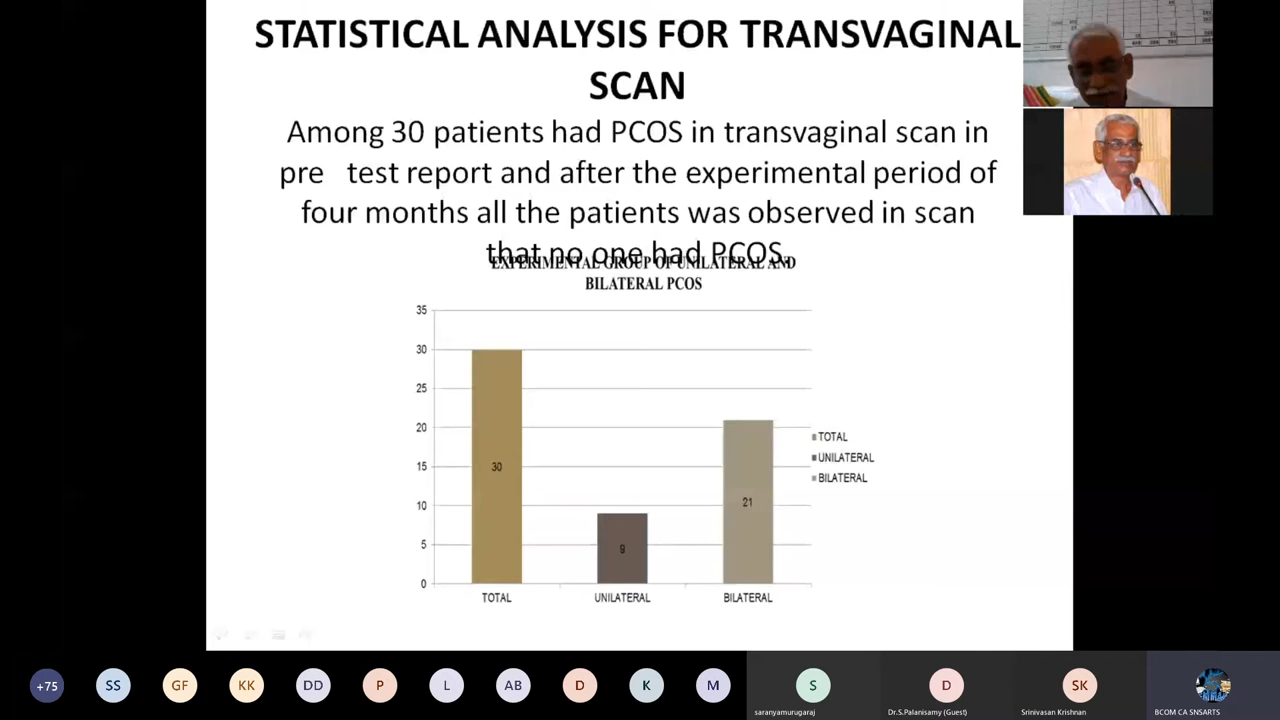 STATISTICAL ANALYSIS FOR TRANSVAGINAL
SCAN
Among 30 patients had PCOS in transvaginal scan in
pre test report and after the experimental period of
four months all the patients was observed in scan
that no one had PCOS.
EXPERIMENTAL GROUP OF UNILATERAL AND
BILATERAL PCOS
35
30
25
20
15
10
5
0
30
9
21
TOTAL
UNILATERAL
BILATERAL
TOTAL
UNILATERAL
BILATERAL
+75
SS
GF
KK
DD
P
L
AB
D
K
M
S
D
SK
saranyamurugaraj
Dr.S.Palanisamy (Guest)
Srinivasan Krishnan
BCOM CA SNSARTS